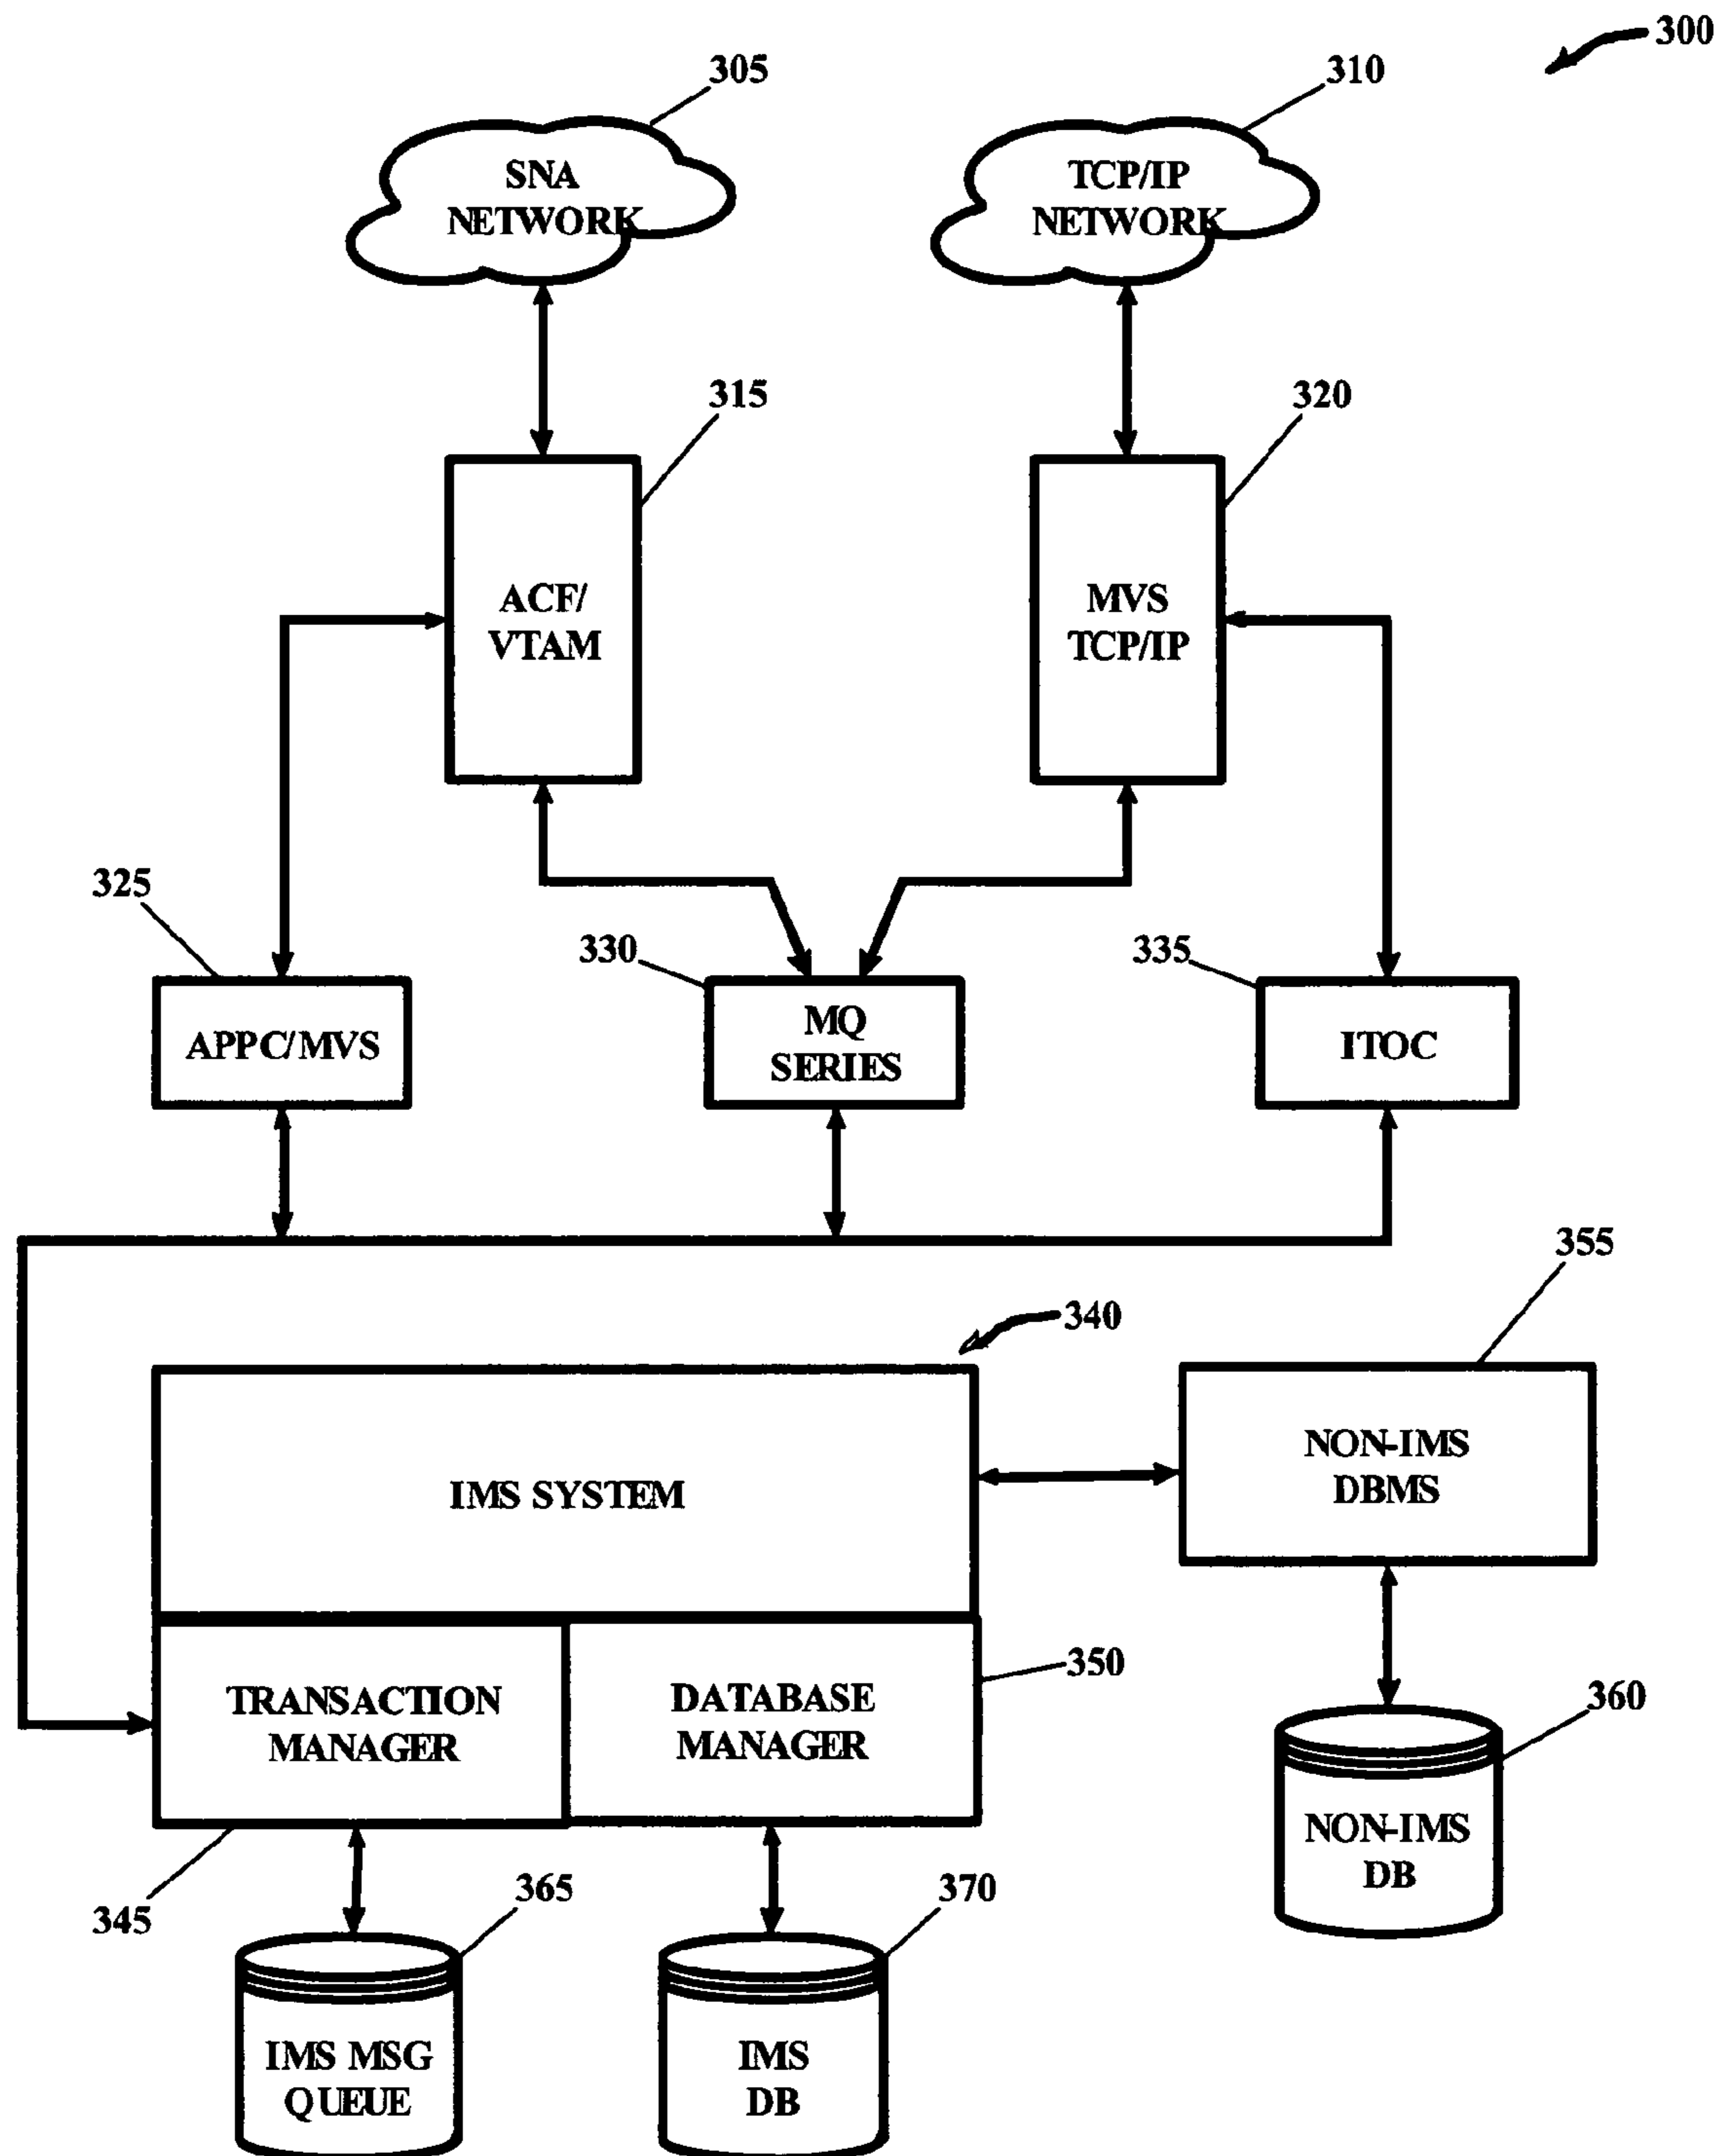 300
305
310
SNA
NETWORK
TCP/IP
NETWORK
315
320
ACF/
VTAM
MVS
TCP/IP
325
330
335
APPC/MVS
MQ
SERIES
ITOC
355
340
IMS SYSTEM
NON-IMS
DBMS
350
TRANSACTION
MANAGER
DATABASE
MANAGER
360
NON-IMS
DB
345
365
370
IMS MSG
QUEUE
IMS
DB